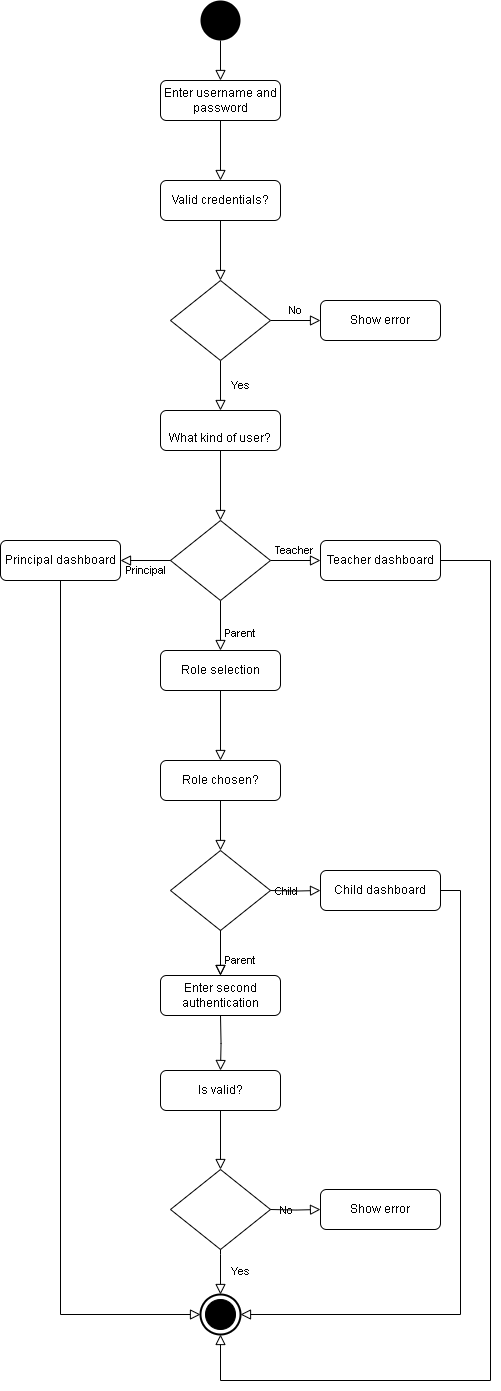 Enter username and
password
Valid credentials?
No
Show error
Yes
What kind of user?
Principal dashboard
Principal
Teacher
Teacher dashboard
Parent
Role selection
Role chosen?
Child
Child dashboard
Parent
Enter second
authentication
Is valid?
No
Show error
Yes